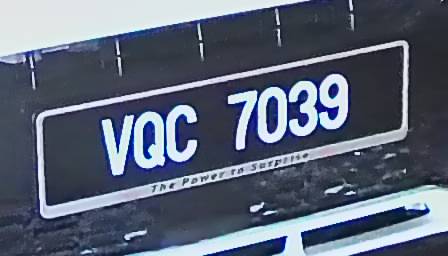 VQC 7039
The Power to Surprise